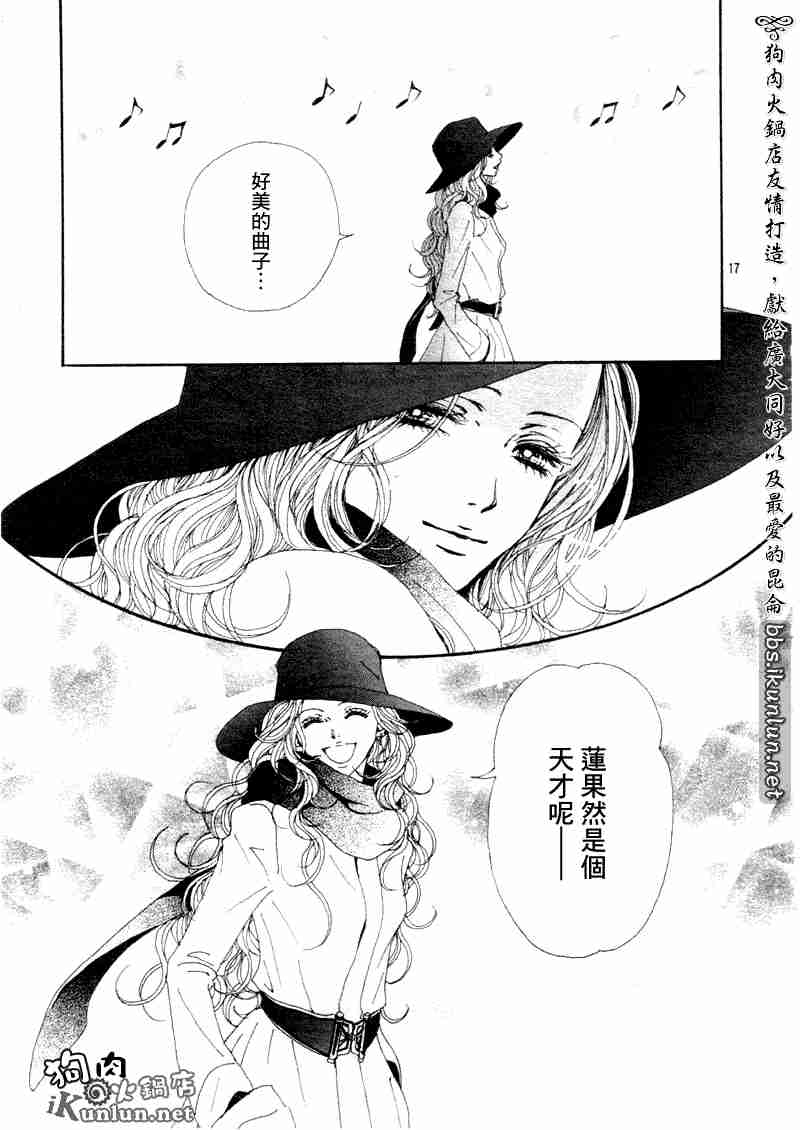 好美的曲子…
17
蓮果然是個
天才呢——
狗肉火鍋店友情打造，獻給廣大同好以及最愛的昆侖 bbs.ikunlun.net
狗肉火鍋店
iKunlun.net